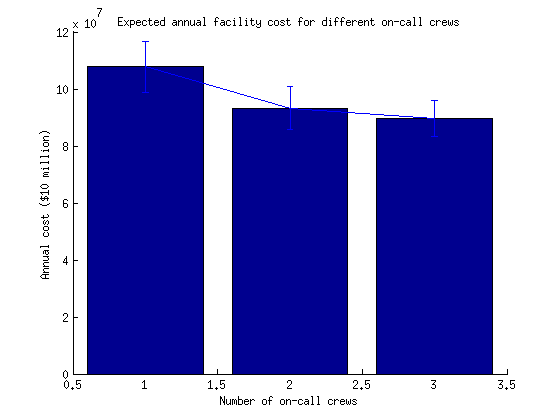 x 10^7
Expected annual facility cost for different on-call crews
12
10
8
6
4
2
0
Annual cost ($10 million)
0.5 1 1.5 2 2.5 3 3.5
Number of on-call crews